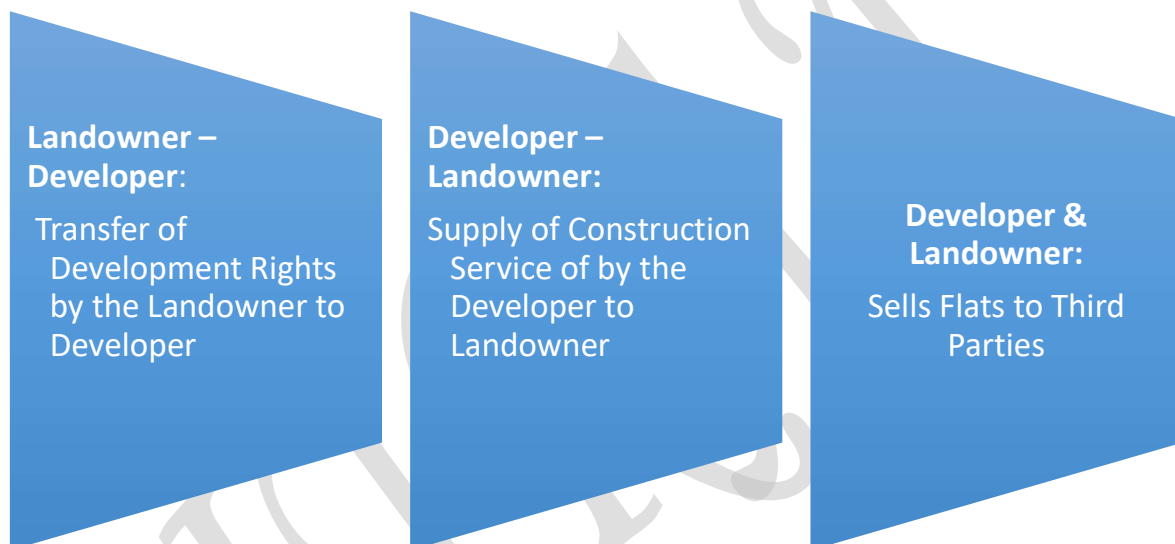 Landowner –
Developer:
Transfer of
Development Rights
by the Landowner to
Developer
Developer –
Landowner:
Supply of Construction
Service of by the
Developer to
Landowner
Developer &
Landowner:
Sells Flats to Third
Parties